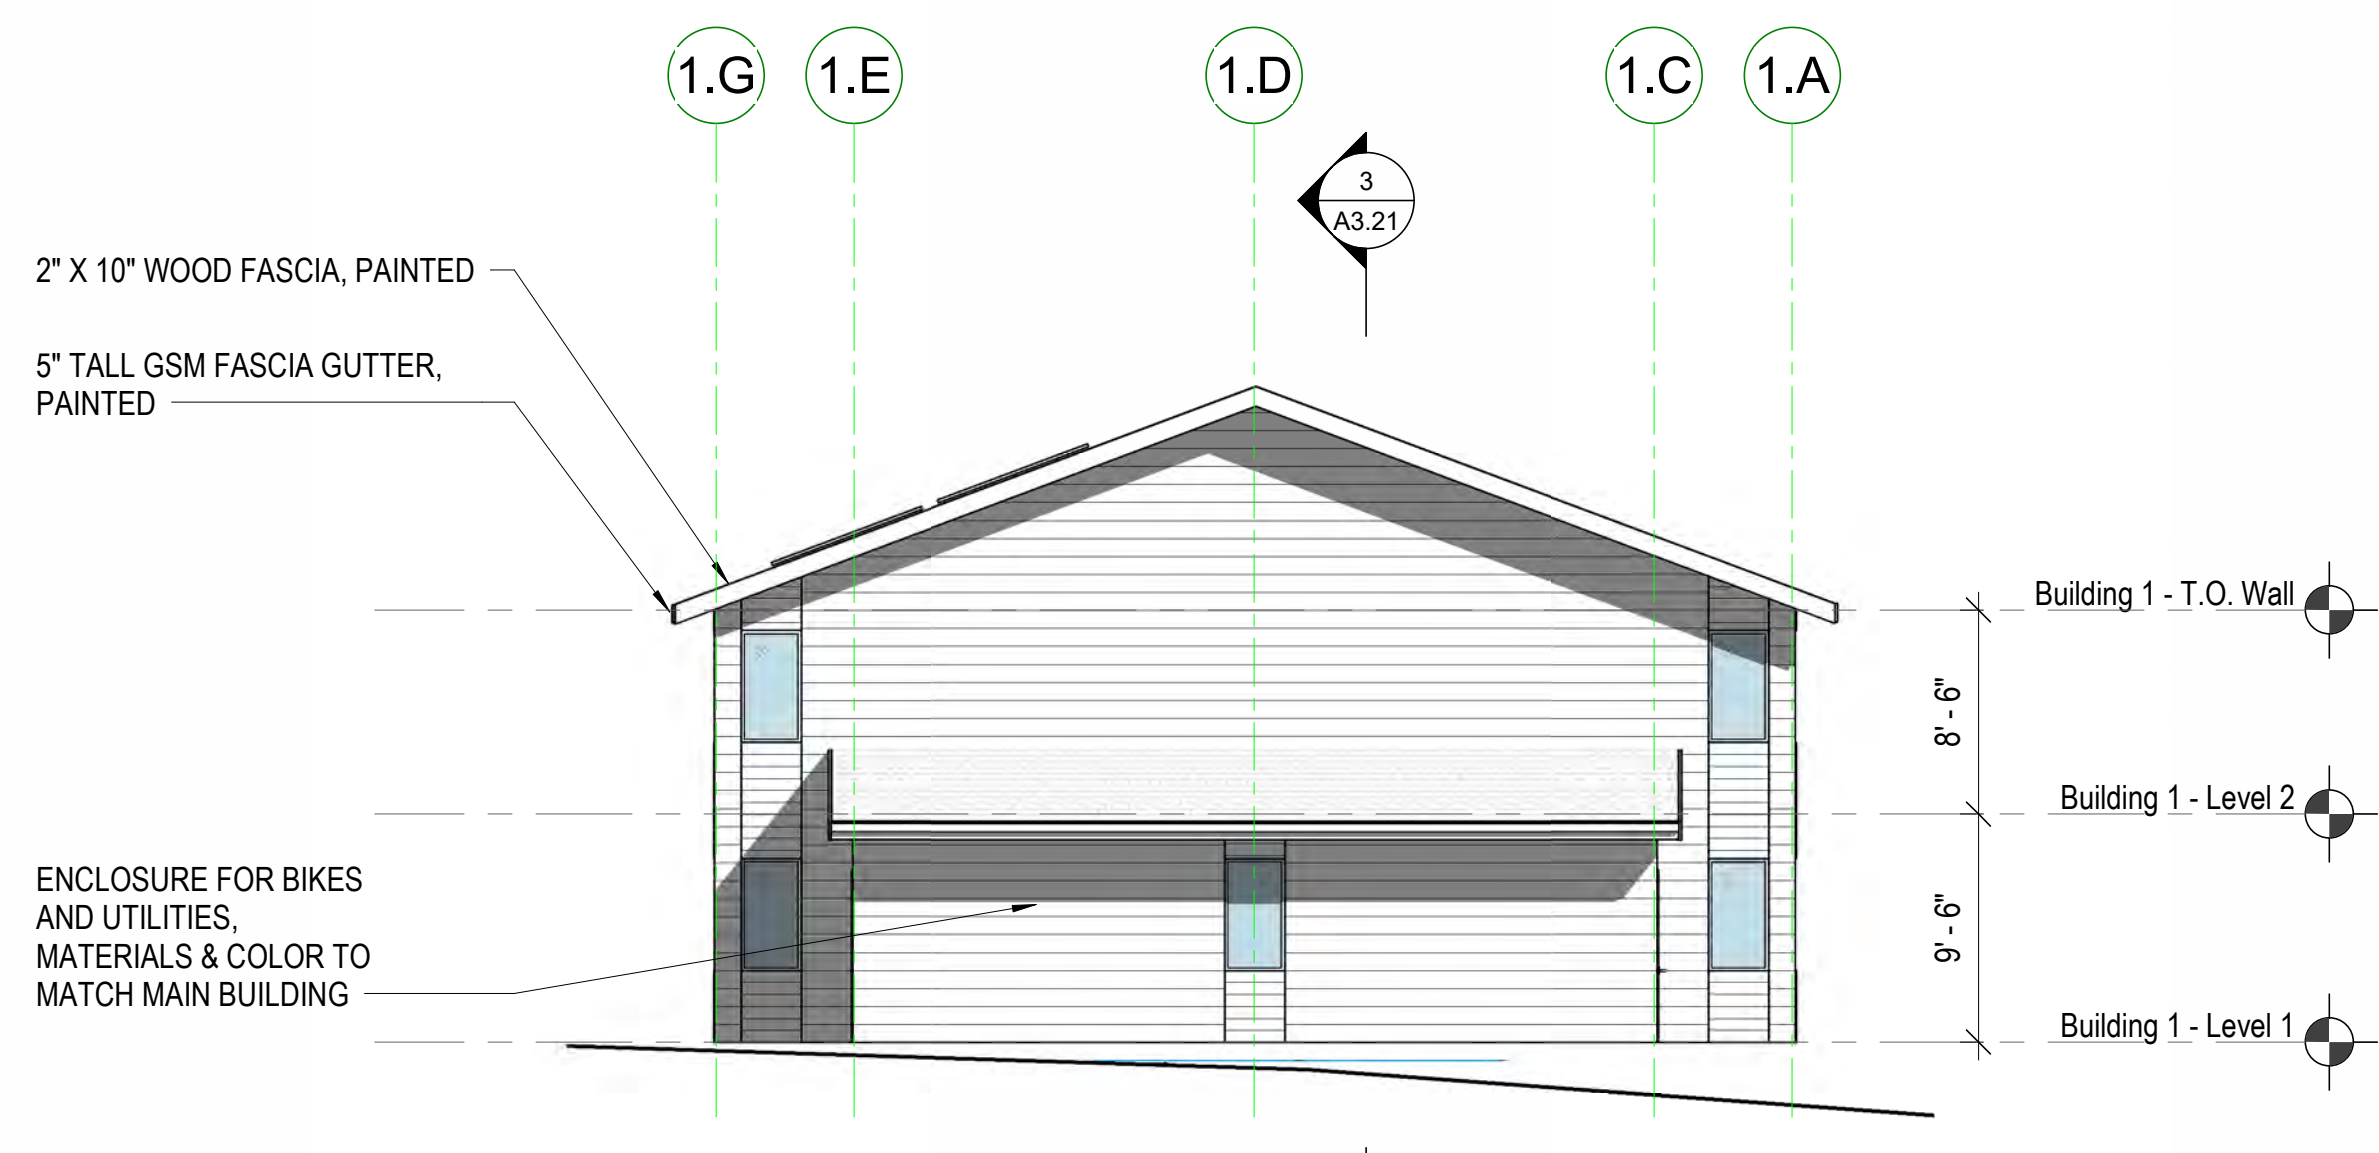 1.G 1.E 1.D 1.C 1.A
3
A3.21
2" X 10" WOOD FASCIA, PAINTED
5" TALL GSM FASCIA GUTTER,
PAINTED
Building 1 - T.O. Wall
8' - 6"
Building 1 - Level 2
ENCLOSURE FOR BIKES
AND UTILITIES,
MATERIALS & COLOR TO
MATCH MAIN BUILDING
9' - 6"
Building 1 - Level 1